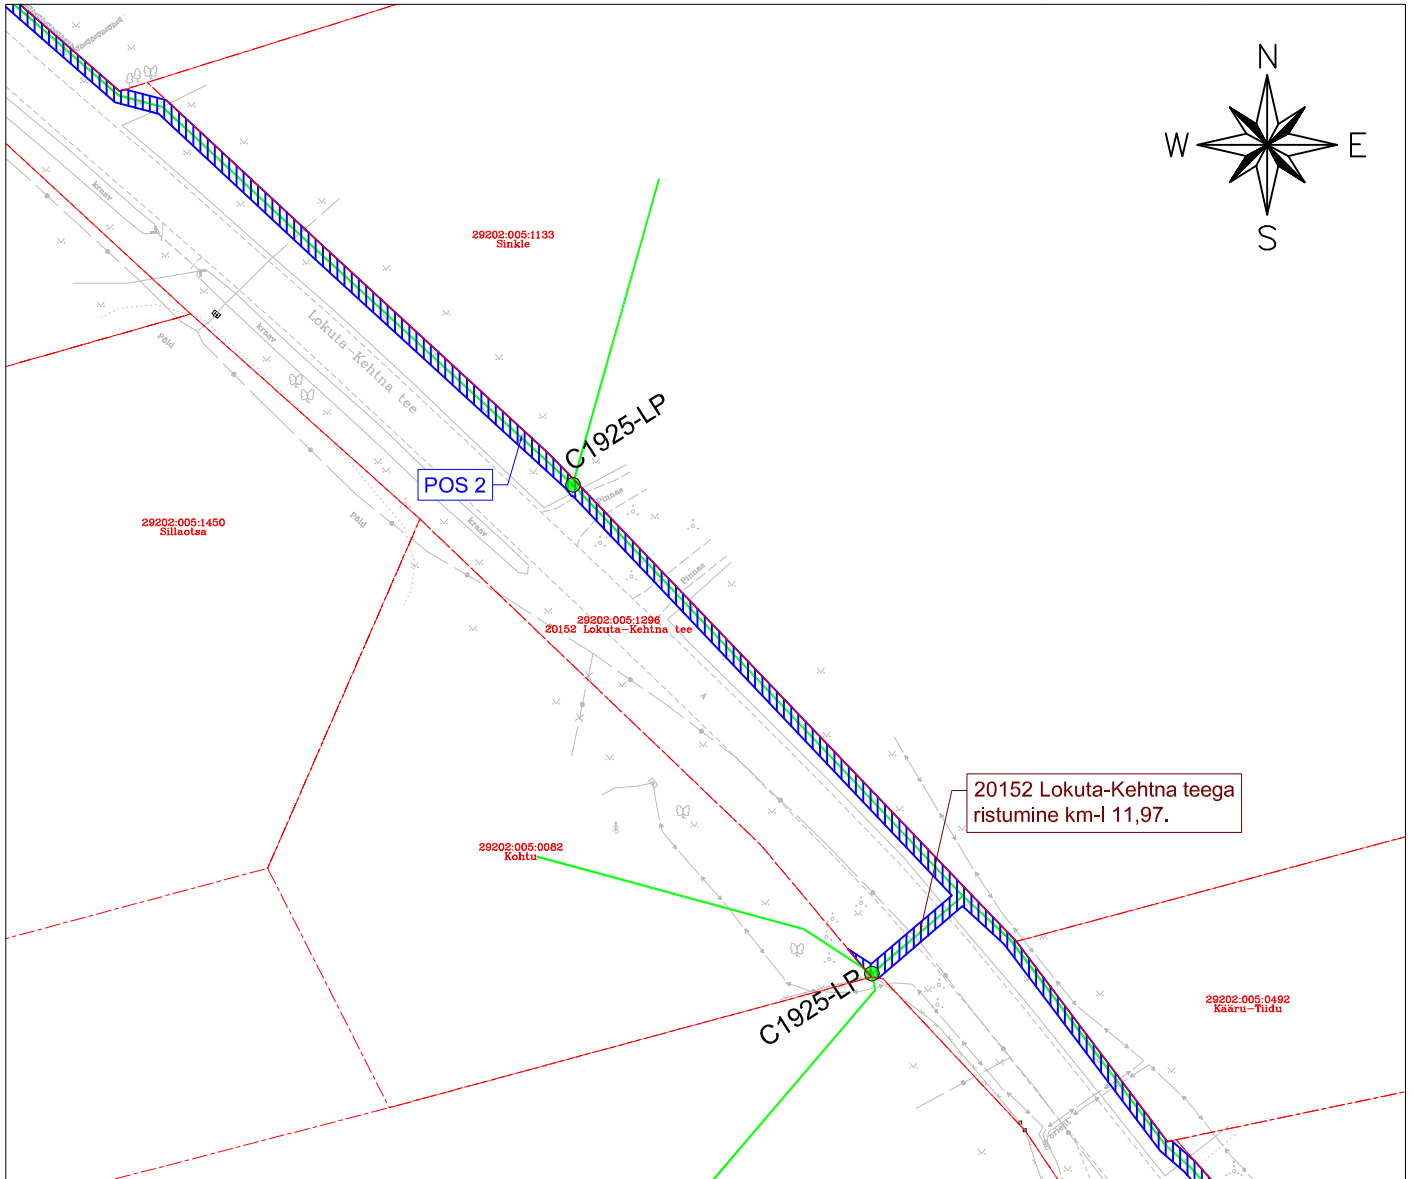 N
W
E
S
kraav
29202:005:1133
Sinkle
Lokuta-Kehtna tee
kraav
Põld
C1925-LP
POS 2
Pinnas
29202:005:1450
Sillaotsa
Põld
kraav
Pinnas
29202:005:1296
20152 Lokuta-Kehtna tee
20152 Lokuta-Kehtna teega
ristumine km-l 11,97.
29202:005:0082
Kohtu
C1925-LP
29202:005:0492
Kääru-Tiidu